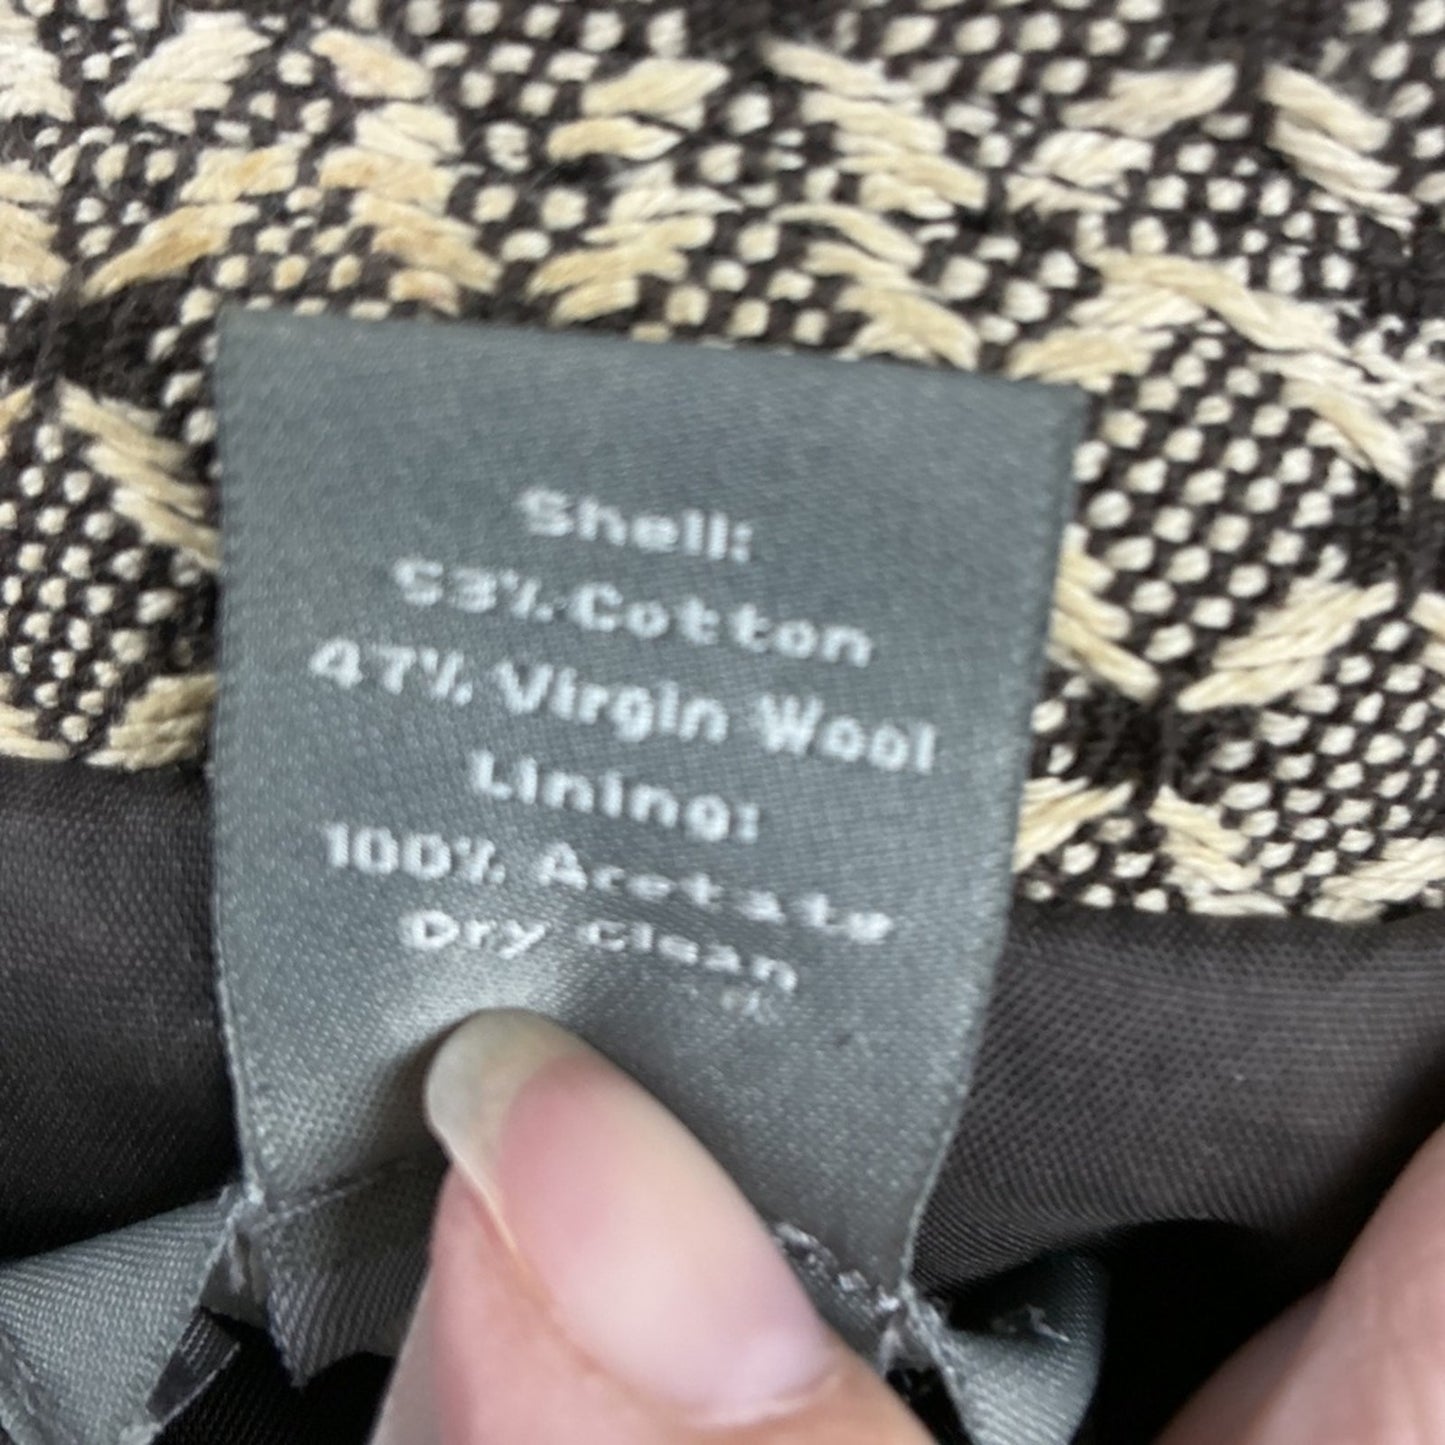 Shell:
53% Cotton
47% Virgin Wool
Lining:
100% Acetate
Dry Clean